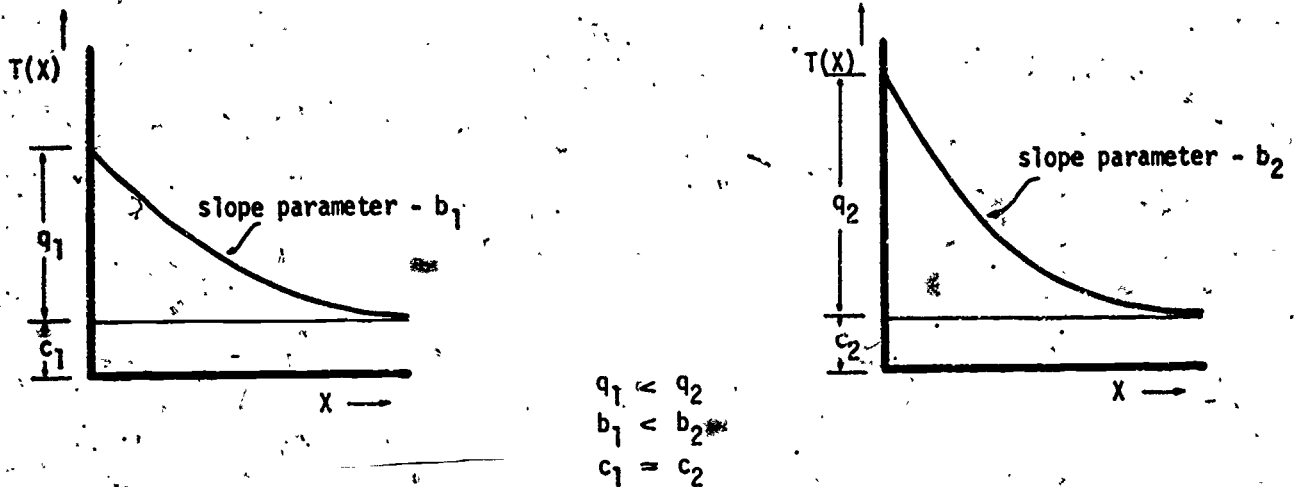 T(X)
q₁
c₁
slope parameter - b₁
X
T(X)
q₂
c₂
slope parameter - b₂
X
q₁ < q₂
b₁ < b₂
c₁ = c₂